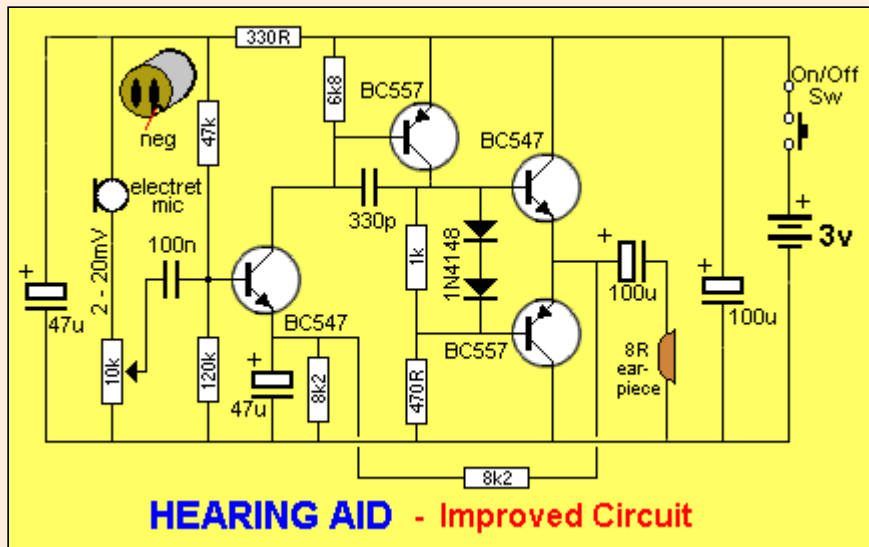 330R
On/Off
Sw
BC557
6k8
neg
47k
BC547
electret
mic
330p
+
3v
2 - 20mV
100n
1k
1N4148
+
+
+
100u
47u
10k
120k
BC547
+
47u
8k2
470R
BC557
8R
ear-
piece
100u
8k2
HEARING AID - Improved Circuit